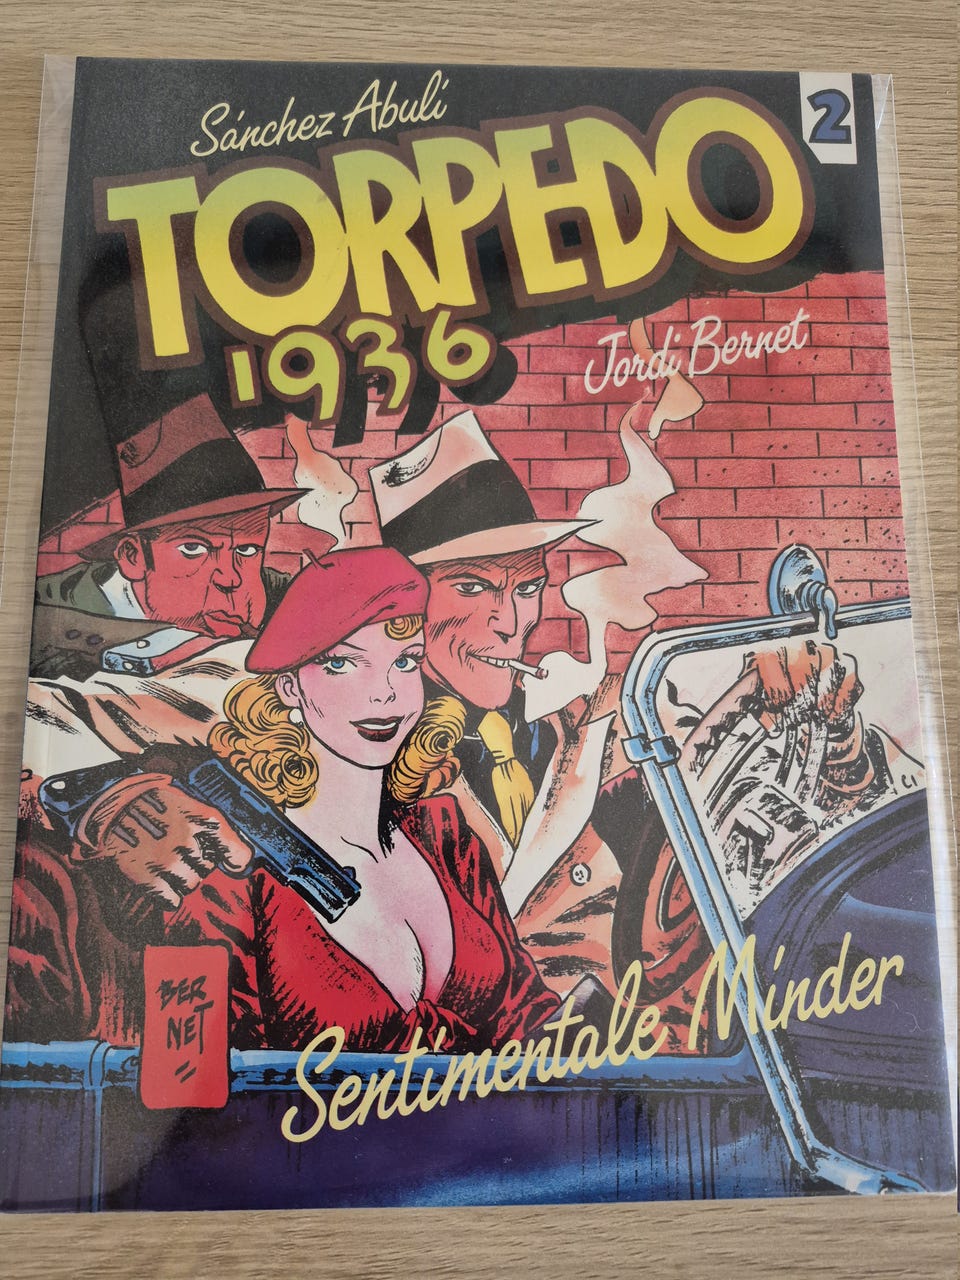 Sánchez Abulí
2
TORPEDO
1936
Jordi Bernet
BER
NET
Sentimentale Minder